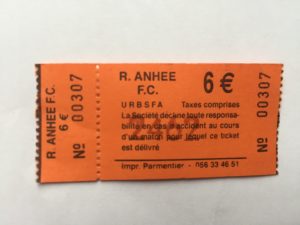 R. ANHEE F.C.
6 €
Nº 00307
R. ANHEE
F.C.
6 €
URBSFA Taxes comprises
La Société décline toute responsa-
bilité en cas d'accident au cours
d'un match pour lequel ce ticket
est délivré
Impr. Parmentier - 056 33 46 51
Nº 00307